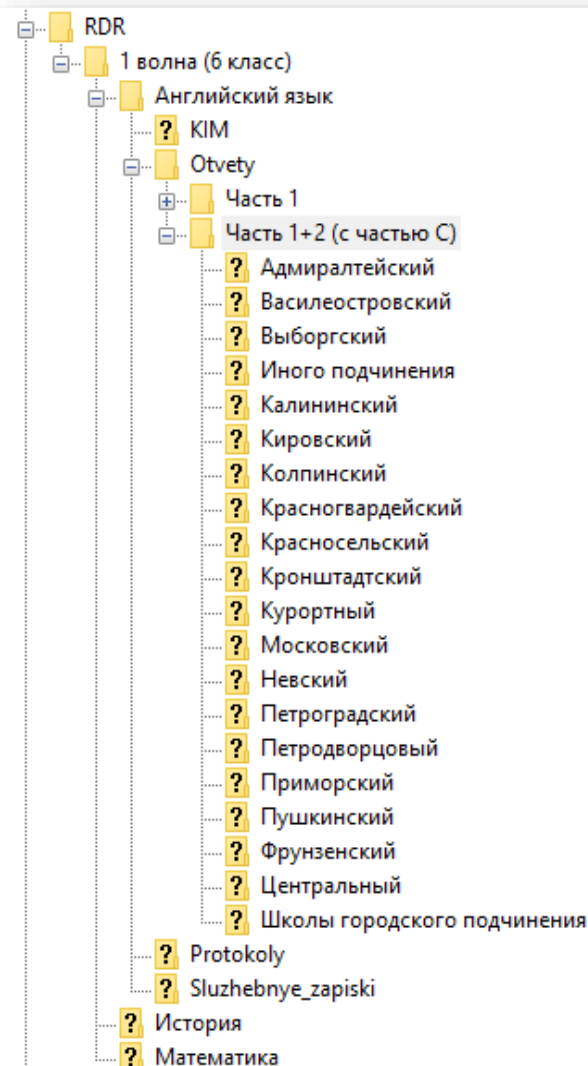 RDR
1 волна (6 класс)
Английский язык
KIM
Otvety
Часть 1
Часть 1+2 (с частью С)
Адмиралтейский
Василеостровский
Выборгский
Иного подчинения
Калининский
Кировский
Колпинский
Красногвардейский
Красносельский
Кронштадтский
Курортный
Московский
Невский
Петроградский
Петродворцовый
Приморский
Пушкинский
Фрунзенский
Центральный
Школы городского подчинения
Protokoly
Sluzhebnye_zapiski
История
Математика